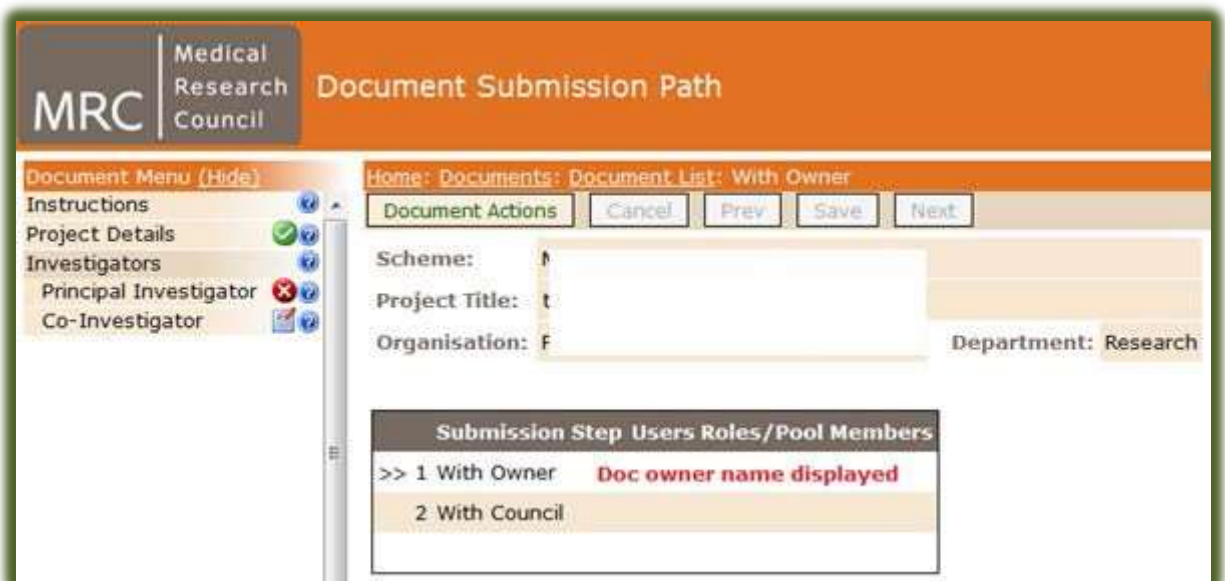 MRC
Medical
Research
Council
Document Submission Path
Document Menu (Hide)
Instructions
Project Details
Investigators
Principal Investigator
Co-Investigator
Home: Documents: Document List: With Owner
Document Actions Cancel Prev Save Next
Scheme:
Project Title: t
Organisation: F
Department: Research
Submission Step Users Roles/Pool Members
>> 1 With Owner Doc owner name displayed
2 With Council